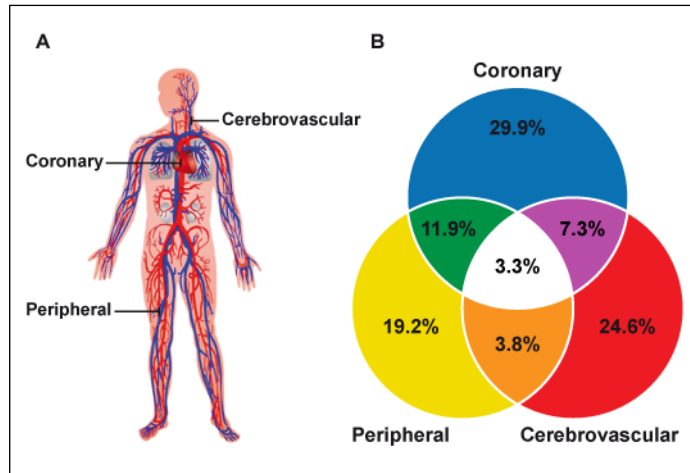 A
Cerebrovascular
Coronary
Peripheral
B
Coronary
29.9%
11.9%
7.3%
3.3%
19.2%
3.8%
24.6%
Peripheral
Cerebrovascular